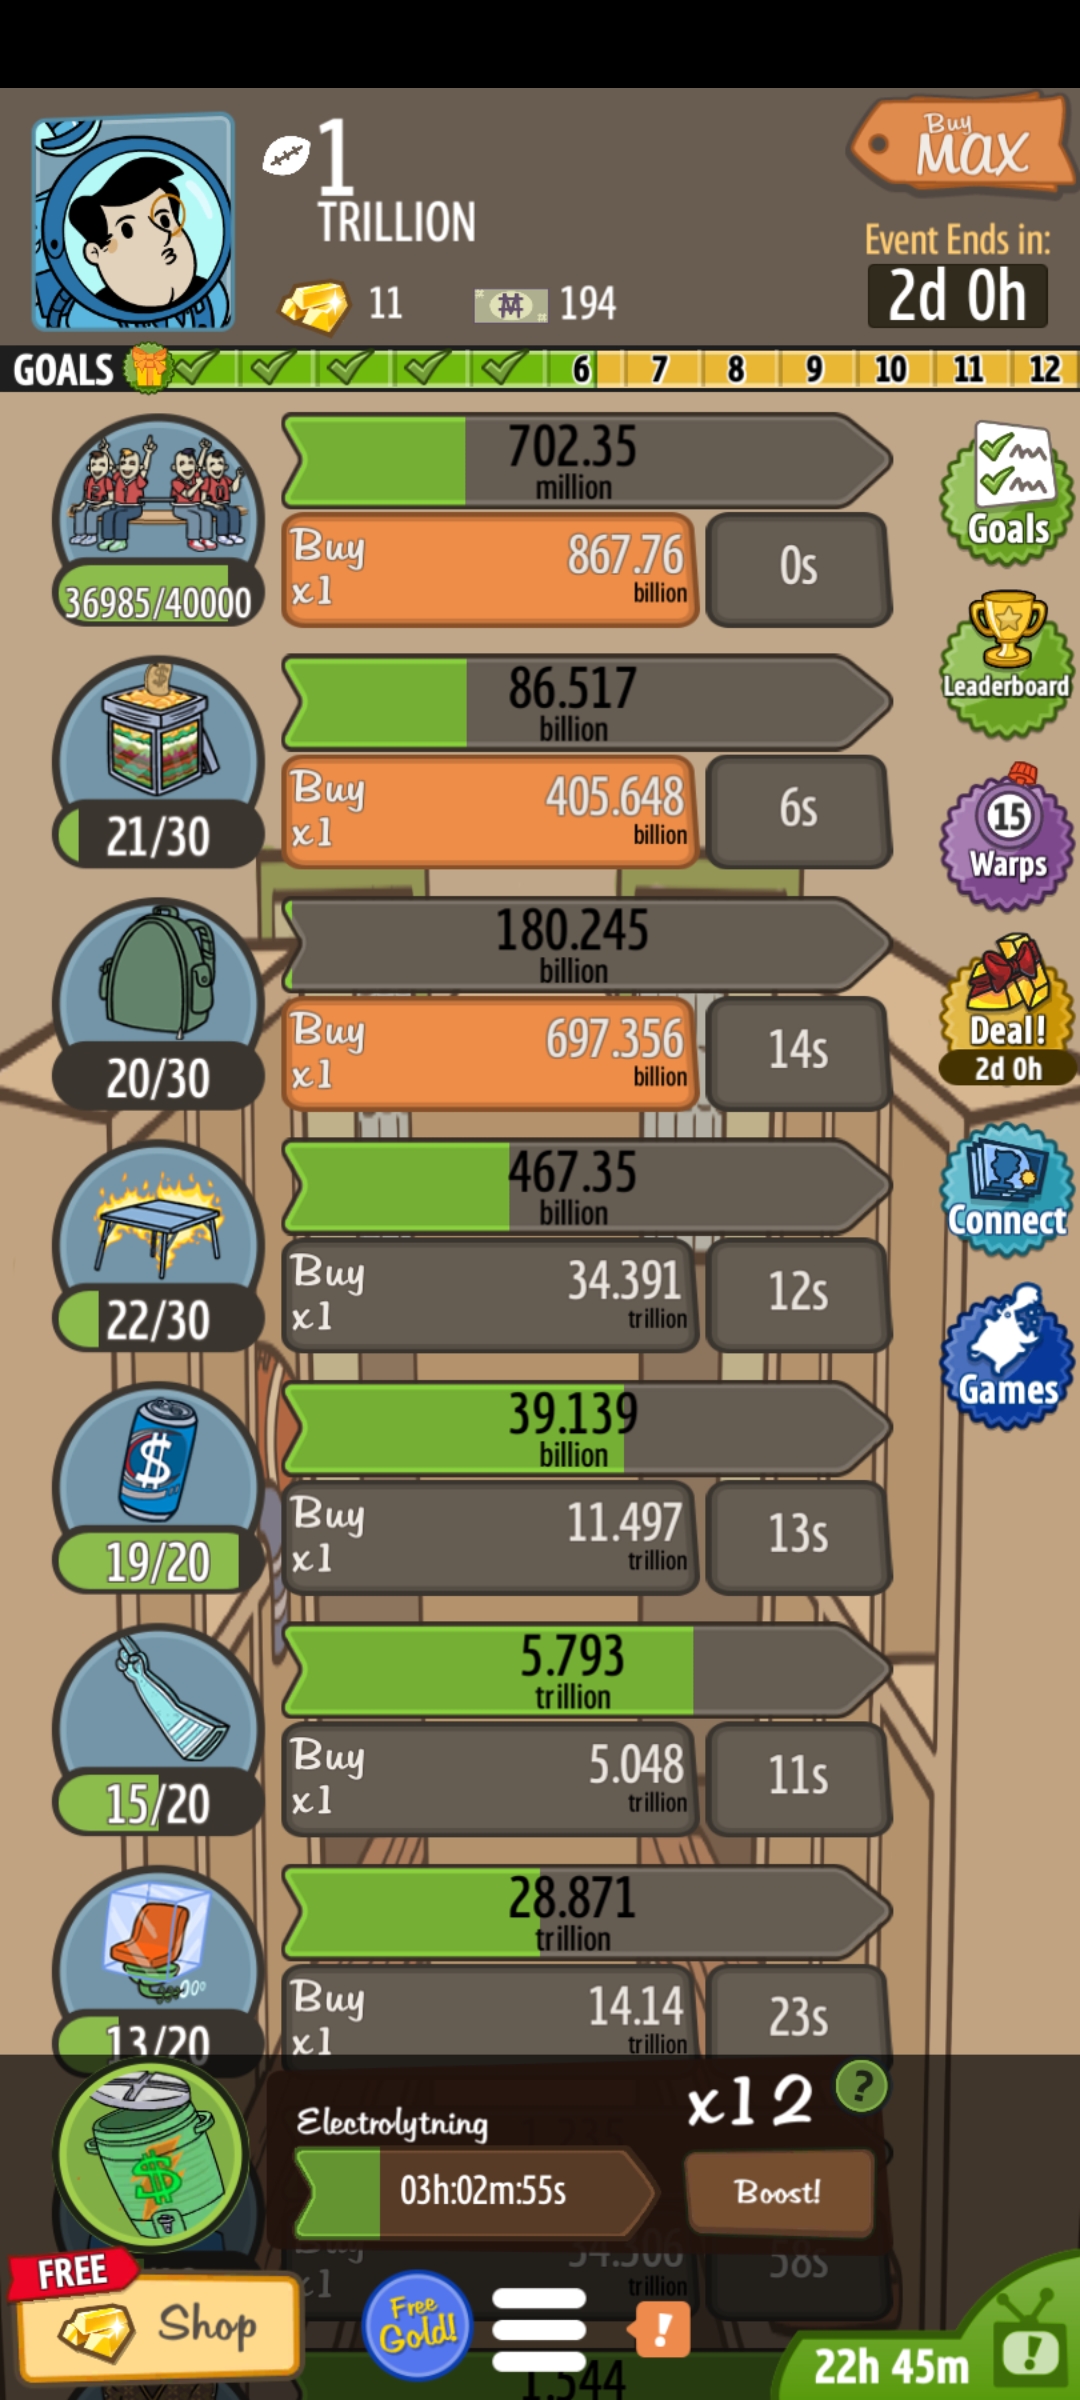 1
TRILLION
Buy
MAX
Event Ends in:
2d 0h
11
194
GOALS
6
7
8
9
10
11
12
702.35
million
Buy
x1
867.76
billion
0s
36985/40000
Goals
86.517
billion
Buy
x1
405.648
billion
6s
21/30
Leaderboard
15
Warps
180.245
billion
Buy
x1
697.356
billion
14s
20/30
Deal!
2d 0h
467.35
billion
Buy
x1
34.391
trillion
12s
22/30
Connect
Games
39.139
billion
Buy
x1
11.497
trillion
13s
$
19/20
5.793
trillion
Buy
x1
5.048
trillion
11s
15/20
28.871
trillion
Buy
x1
14.14
trillion
23s
13/20
Electrolytning
x12
?
$
03h:02m:55s
Boost!
Buy
x1
54.306
trillion
58s
FREE
Shop
Free
Gold!
!
22h 45m
!
1.544